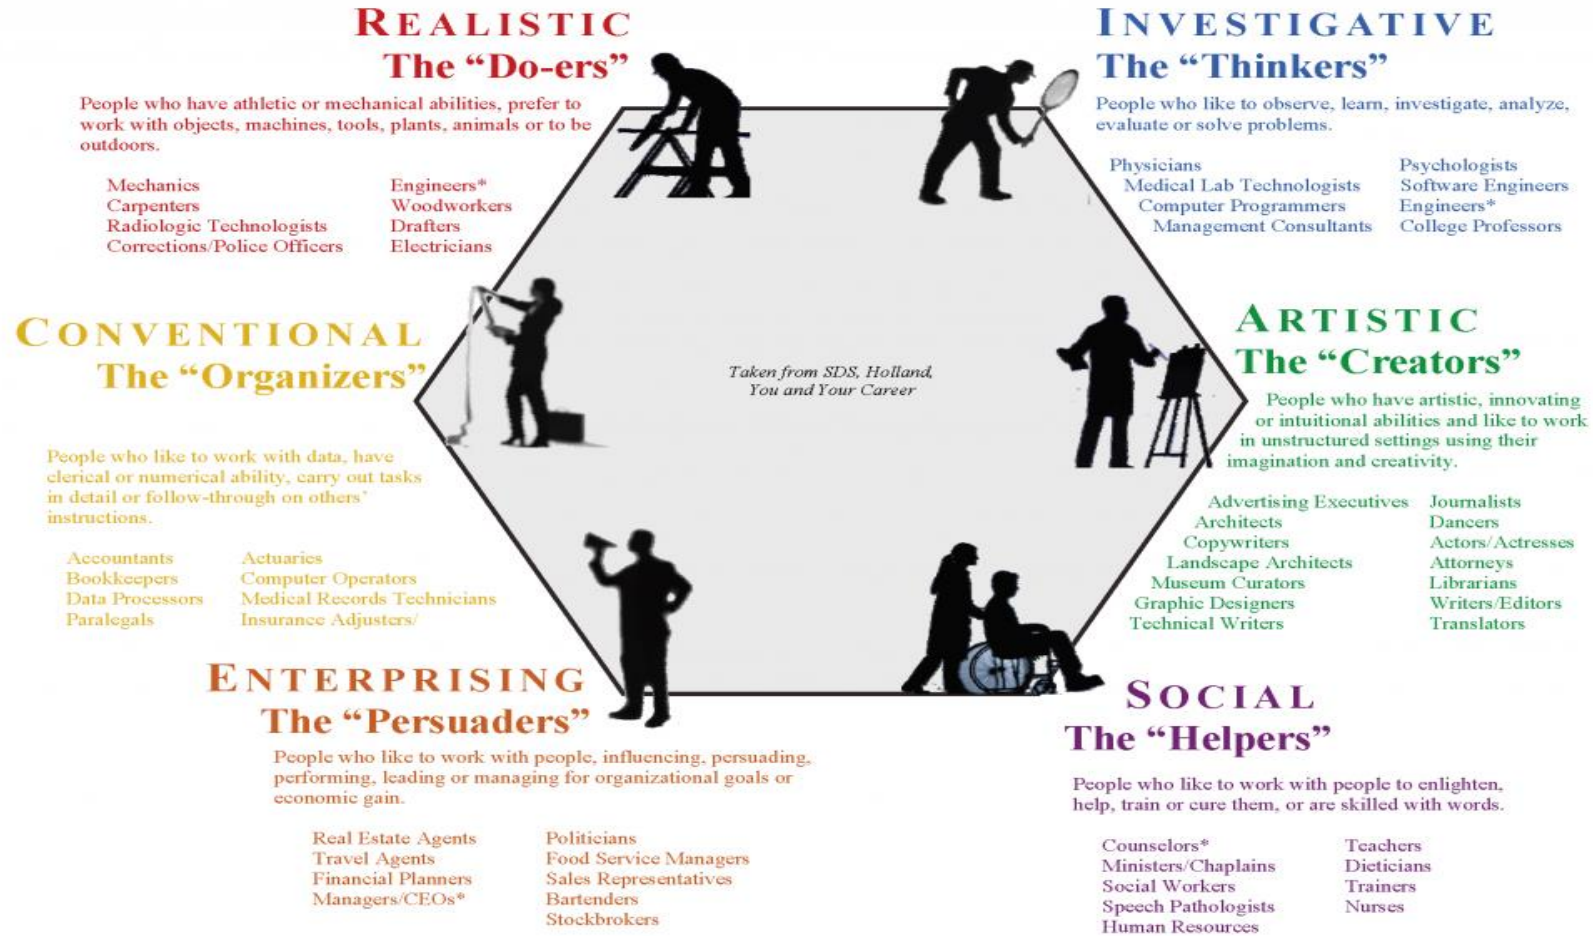 REALISTIC
The “Do-ers”
People who have athletic or mechanical abilities, prefer to
work with objects, machines, tools, plants, animals or to be
outdoors.
Mechanics
Carpenters
Radiologic Technologists
Corrections/Police Officers
Engineers*
Woodworkers
Drafters
Electricians
INVESTIGATIVE
The “Thinkers”
People who like to observe, learn, investigate, analyze,
evaluate or solve problems.
Physicians
Medical Lab Technologists
Computer Programmers
Management Consultants
Psychologists
Software Engineers
Engineers*
College Professors
CONVENTIONAL
The “Organizers”
People who like to work with data, have
clerical or numerical ability, carry out tasks
in detail or follow-through on others’
instructions.
Accountants
Bookkeepers
Data Processors
Paralegals
Actuaries
Computer Operators
Medical Records Technicians
Insurance Adjusters/
Taken from SDS, Holland,
You and Your Career
ARTISTIC
The “Creators”
People who have artistic, innovating
or intuitional abilities and like to work
in unstructured settings using their
imagination and creativity.
Advertising Executives
Architects
Copywriters
Landscape Architects
Museum Curators
Graphic Designers
Technical Writers
Journalists
Dancers
Actors/Actresses
Attorneys
Librarians
Writers/Editors
Translators
ENTERPRISING
The “Persuaders”
People who like to work with people, influencing, persuading,
performing, leading or managing for organizational goals or
economic gain.
Real Estate Agents
Travel Agents
Financial Planners
Managers/CEOs*
Politicians
Food Service Managers
Sales Representatives
Bartenders
Stockbrokers
SOCIAL
The “Helpers”
People who like to work with people to enlighten,
help, train or cure them, or are skilled with words.
Counselors*
Ministers/Chaplains
Social Workers
Speech Pathologists
Human Resources
Teachers
Dieticians
Trainers
Nurses